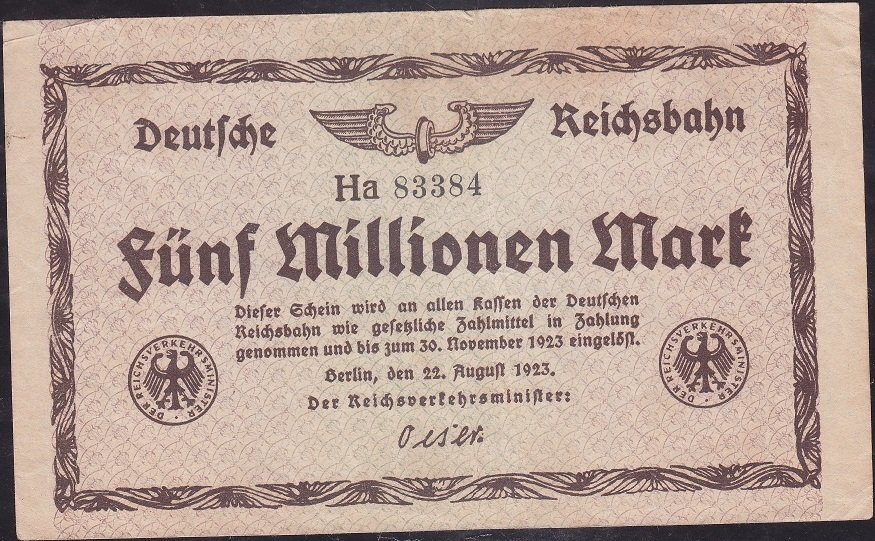 Deutſche Reichsbahn
Ha 83384
Fünf Millionen Mark
Dieſer Schein wird an allen Kaſſen der Deutſchen
Reichsbahn wie geſetzliche Zahlmittel in Zahlung
genommen und bis zum 30. November 1923 eingelöſt.
Berlin, den 22. Auguſt 1923.
Der Reichsverkehrsminiſter:
Oeser
DER REICHSVERKEHRSMINISTER
DER REICHSVERKEHRSMINISTER